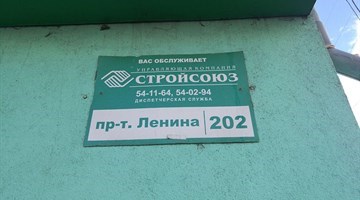 ВАС ОБСЛУЖИВАЕТ
УПРАВЛЯЮЩАЯ КОМПАНИЯ
СТРОЙСОЮЗ
54-11-64, 54-02-94
ДИСПЕТЧЕРСКАЯ СЛУЖБА
пр-т. Ленина 202